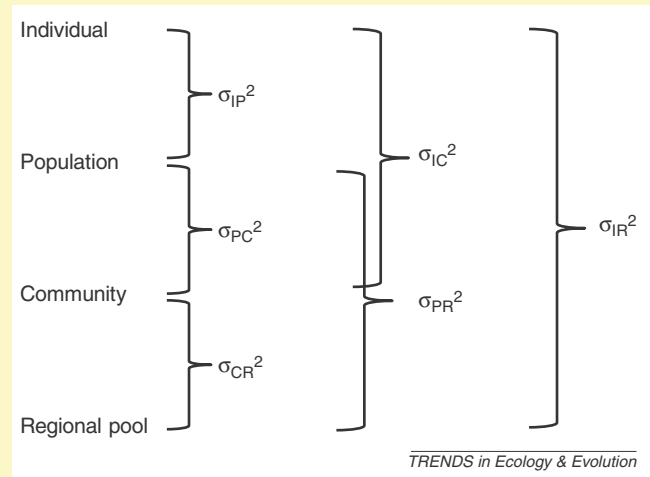 Individual
σIP²
Population
σIC²
σPC²
σIR²
Community
σPR²
σCR²
Regional pool
TRENDS in Ecology & Evolution